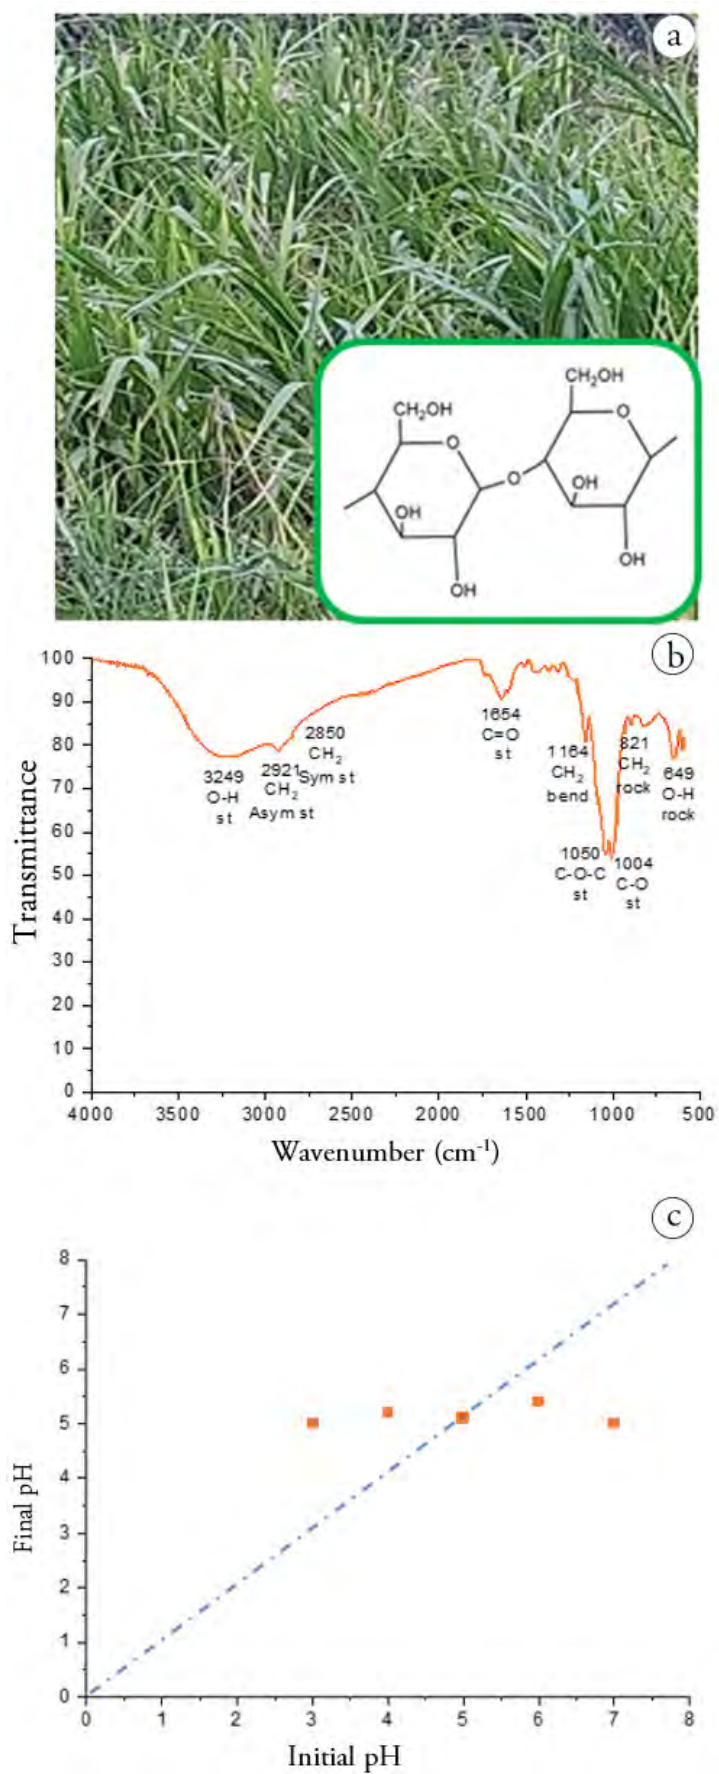 a
CH2OH
CH2OH
O
O
O
OH
OH
OH
OH
b
100
90
80
70
60
50
40
30
20
10
0
Transmittance
3249
O-H
st
2921
CH2
Asym st
2850
CH2
Sym st
1654
C=O
st
1164
CH2
bend
1050
C-O-C
st
1004
C-O
st
821
CH2
rock
649
O-H
rock
4000 3500 3000 2500 2000 1500 1000 500
Wavenumber (cm-1)
c
8
7
6
5
4
3
2
1
0
Final pH
0 1 2 3 4 5 6 7 8
Initial pH